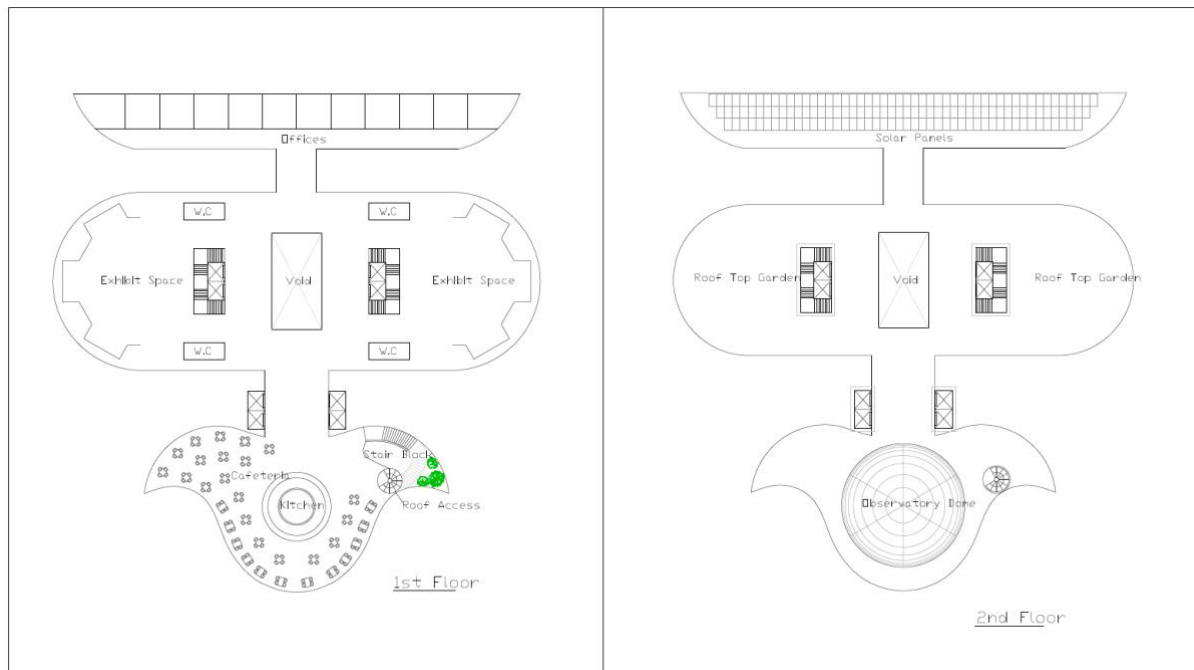 Offices
W.C
W.C
Exhibit Space
Void
Exhibit Space
W.C
W.C
Cafeteria
Stair Block
Kitchen
Roof Access
1st Floor
Solar Panels
Roof Top Garden
Void
Roof Top Garden
Observatory Dome
2nd Floor